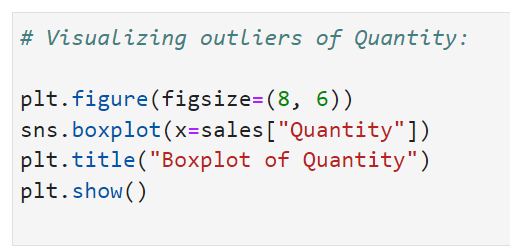 # Visualizing outliers of Quantity:
plt.figure(figsize=(8, 6))
sns.boxplot(x=sales["Quantity"])
plt.title("Boxplot of Quantity")
plt.show()